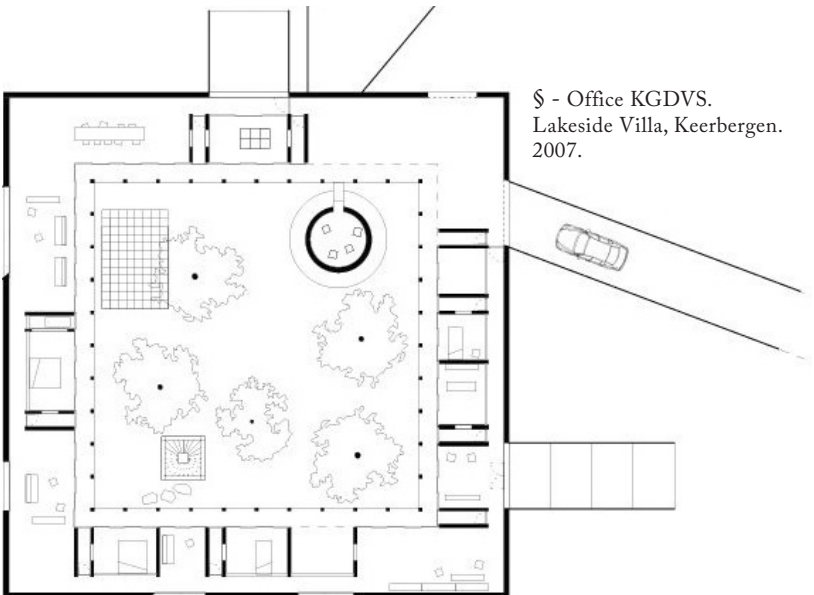 § - Office KGDVS.
Lakeside Villa, Keerbergen.
2007.